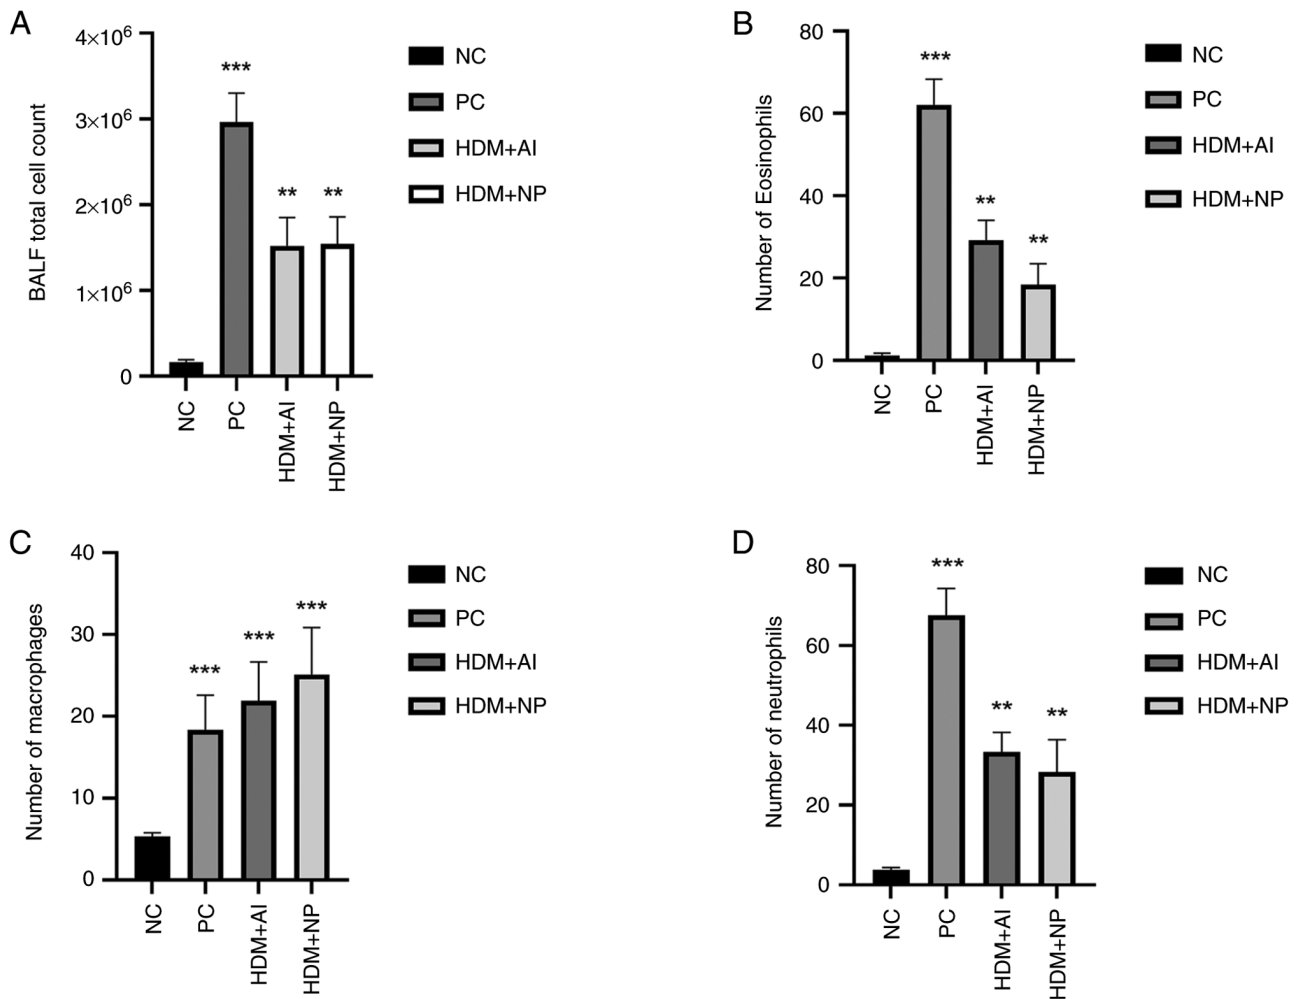 A
BALF total cell count
4×10⁶
3×10⁶
2×10⁶
1×10⁶
0
***
**
**
NC
PC
HDM+AI
HDM+NP
NC
PC
HDM+AI
HDM+NP
B
Number of Eosinophils
80
60
40
20
0
***
**
**
NC
PC
HDM+AI
HDM+NP
NC
PC
HDM+AI
HDM+NP
C
Number of macrophages
40
30
20
10
0
***
***
***
NC
PC
HDM+AI
HDM+NP
NC
PC
HDM+AI
HDM+NP
D
Number of neutrophils
80
60
40
20
0
***
**
**
NC
PC
HDM+AI
HDM+NP
NC
PC
HDM+AI
HDM+NP